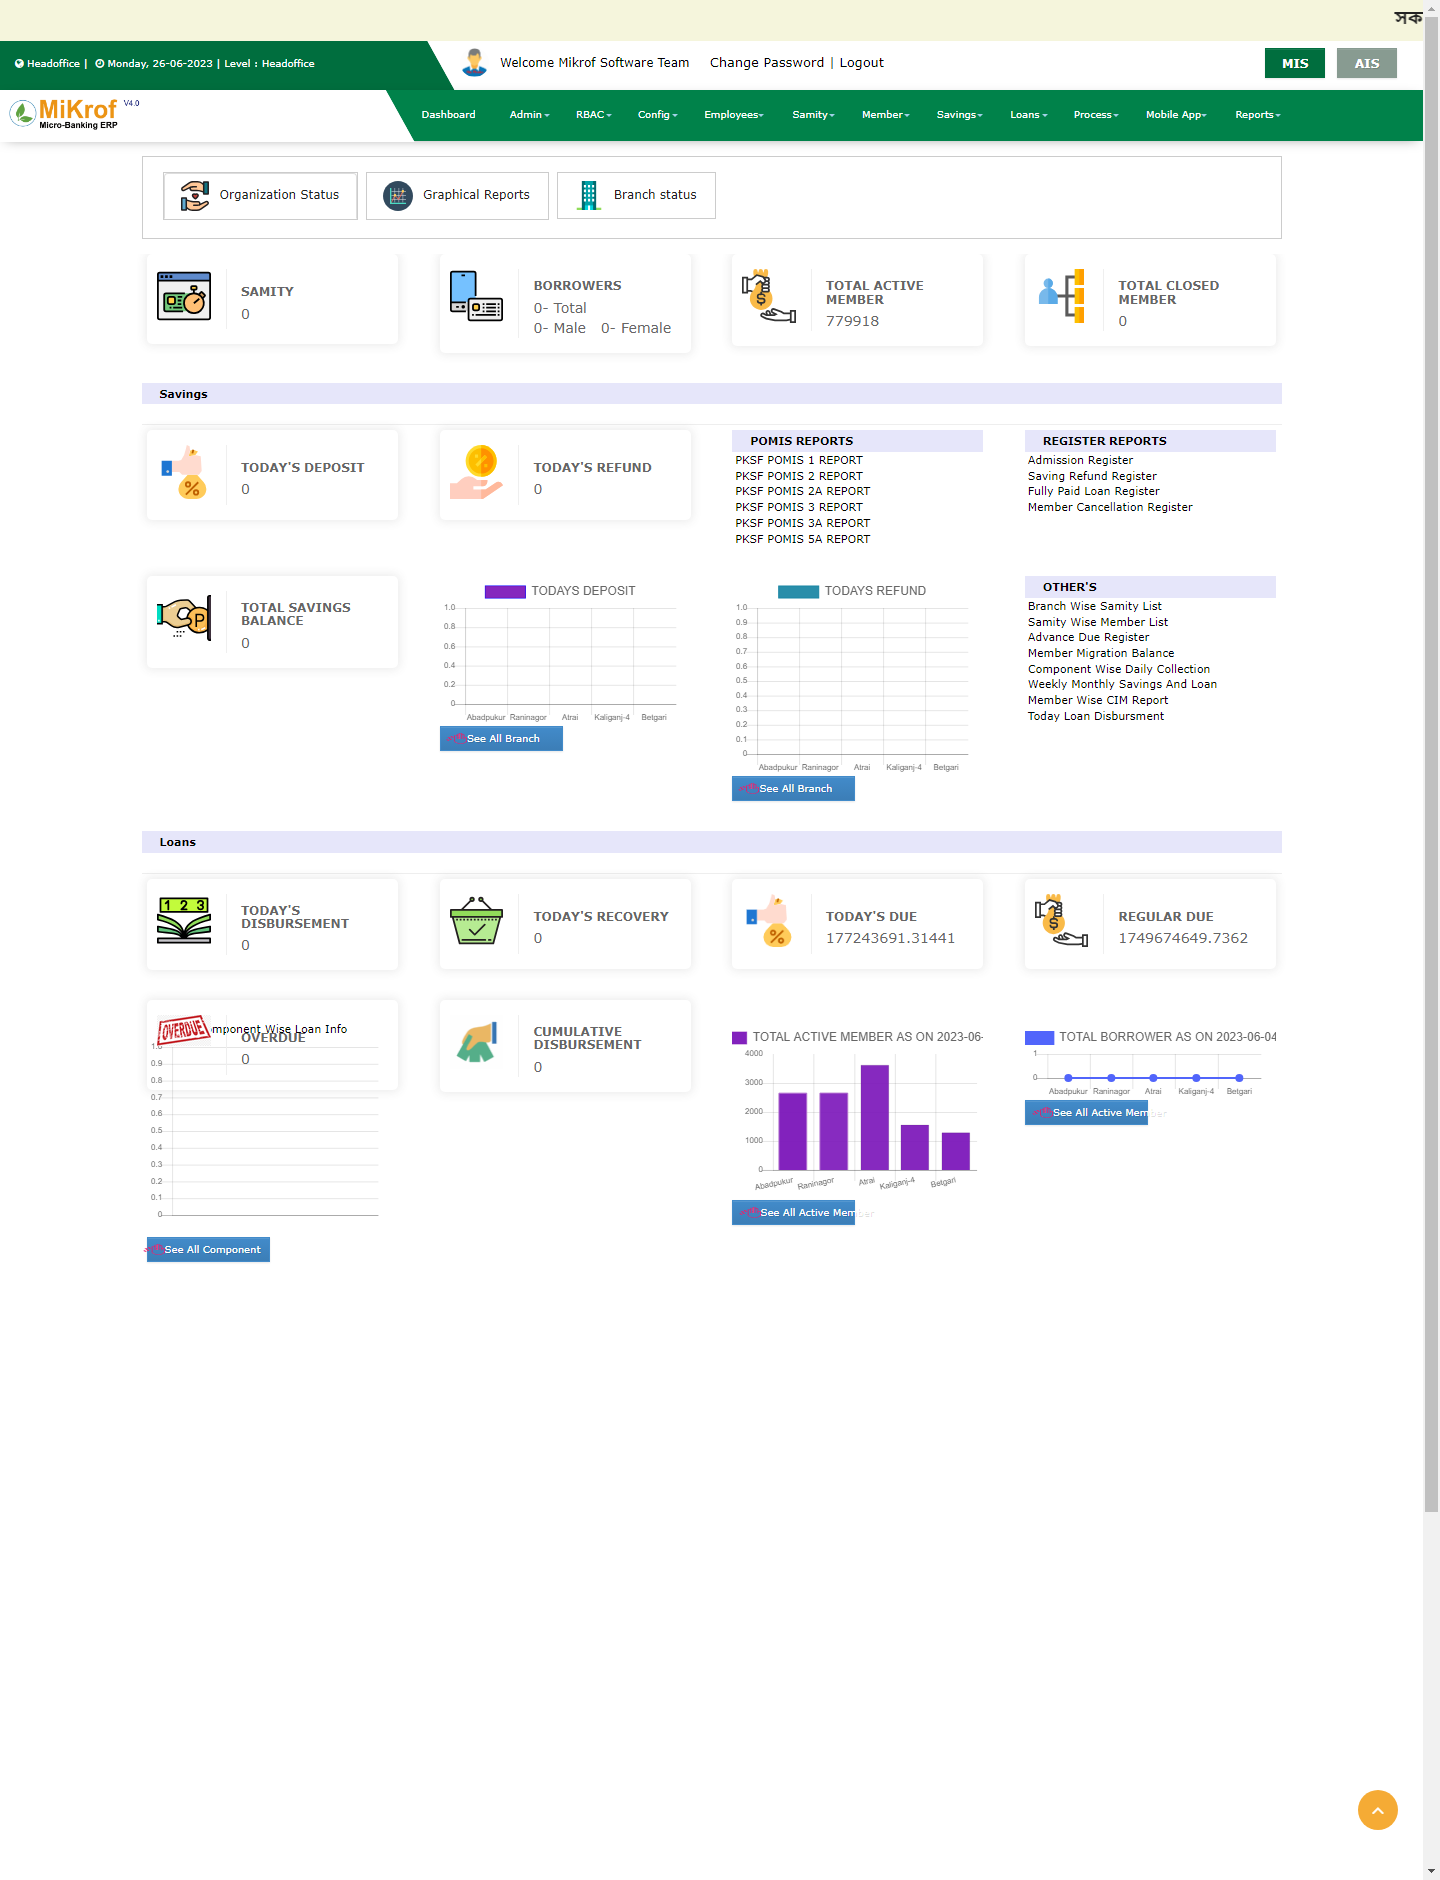 সক
Headoffice | Monday, 26-06-2023 | Level : Headoffice
Welcome Mikrof Software Team Change Password | Logout
MIS AIS
MiKrof V4.0
Micro-Banking ERP
Dashboard Admin RBAC Config Employees Samity Member Savings Loans Process Mobile App Reports
Organization Status Graphical Reports Branch status
SAMITY
0
BORROWERS
0- Total
0- Male 0- Female
TOTAL ACTIVE
MEMBER
779918
TOTAL CLOSED
MEMBER
0
Savings
TODAY'S DEPOSIT
0
TODAY'S REFUND
0
POMIS REPORTS
PKSF POMIS 1 REPORT
PKSF POMIS 2 REPORT
PKSF POMIS 2A REPORT
PKSF POMIS 3 REPORT
PKSF POMIS 3A REPORT
PKSF POMIS 5A REPORT
REGISTER REPORTS
Admission Register
Saving Refund Register
Fully Paid Loan Register
Member Cancellation Register
TOTAL SAVINGS
BALANCE
0
TODAYS DEPOSIT
1.0
0.8
0.6
0.4
0.2
0
Abadpukur Raninagor Atrai Kaliganj-4 Betgari
See All Branch
TODAYS REFUND
1.0
0.9
0.8
0.7
0.6
0.5
0.4
0.3
0.2
0.1
0
Abadpukur Raninagor Atrai Kaliganj-4 Betgari
See All Branch
OTHER'S
Branch Wise Samity List
Samity Wise Member List
Advance Due Register
Member Migration Balance
Component Wise Daily Collection
Weekly Monthly Savings And Loan
Member Wise CIM Report
Today Loan Disbursment
Loans
1 2 3
TODAY'S
DISBURSEMENT
0
TODAY'S RECOVERY
0
TODAY'S DUE
177243691.31441
REGULAR DUE
1749674649.7362
OVERDUE
mponent Wise Loan Info
OVERDUE
0
1.0
0.9
0.8
0.7
0.6
0.5
0.4
0.3
0.2
0.1
0
See All Component
CUMULATIVE
DISBURSEMENT
0
TOTAL ACTIVE MEMBER AS ON 2023-06-
4000
3000
2000
1000
0
Abadpukur Raninagor Atrai Kaliganj-4 Betgari
See All Active Member
TOTAL BORROWER AS ON 2023-06-04
1
0
Abadpukur Raninagor Atrai Kaliganj-4 Betgari
See All Active Member